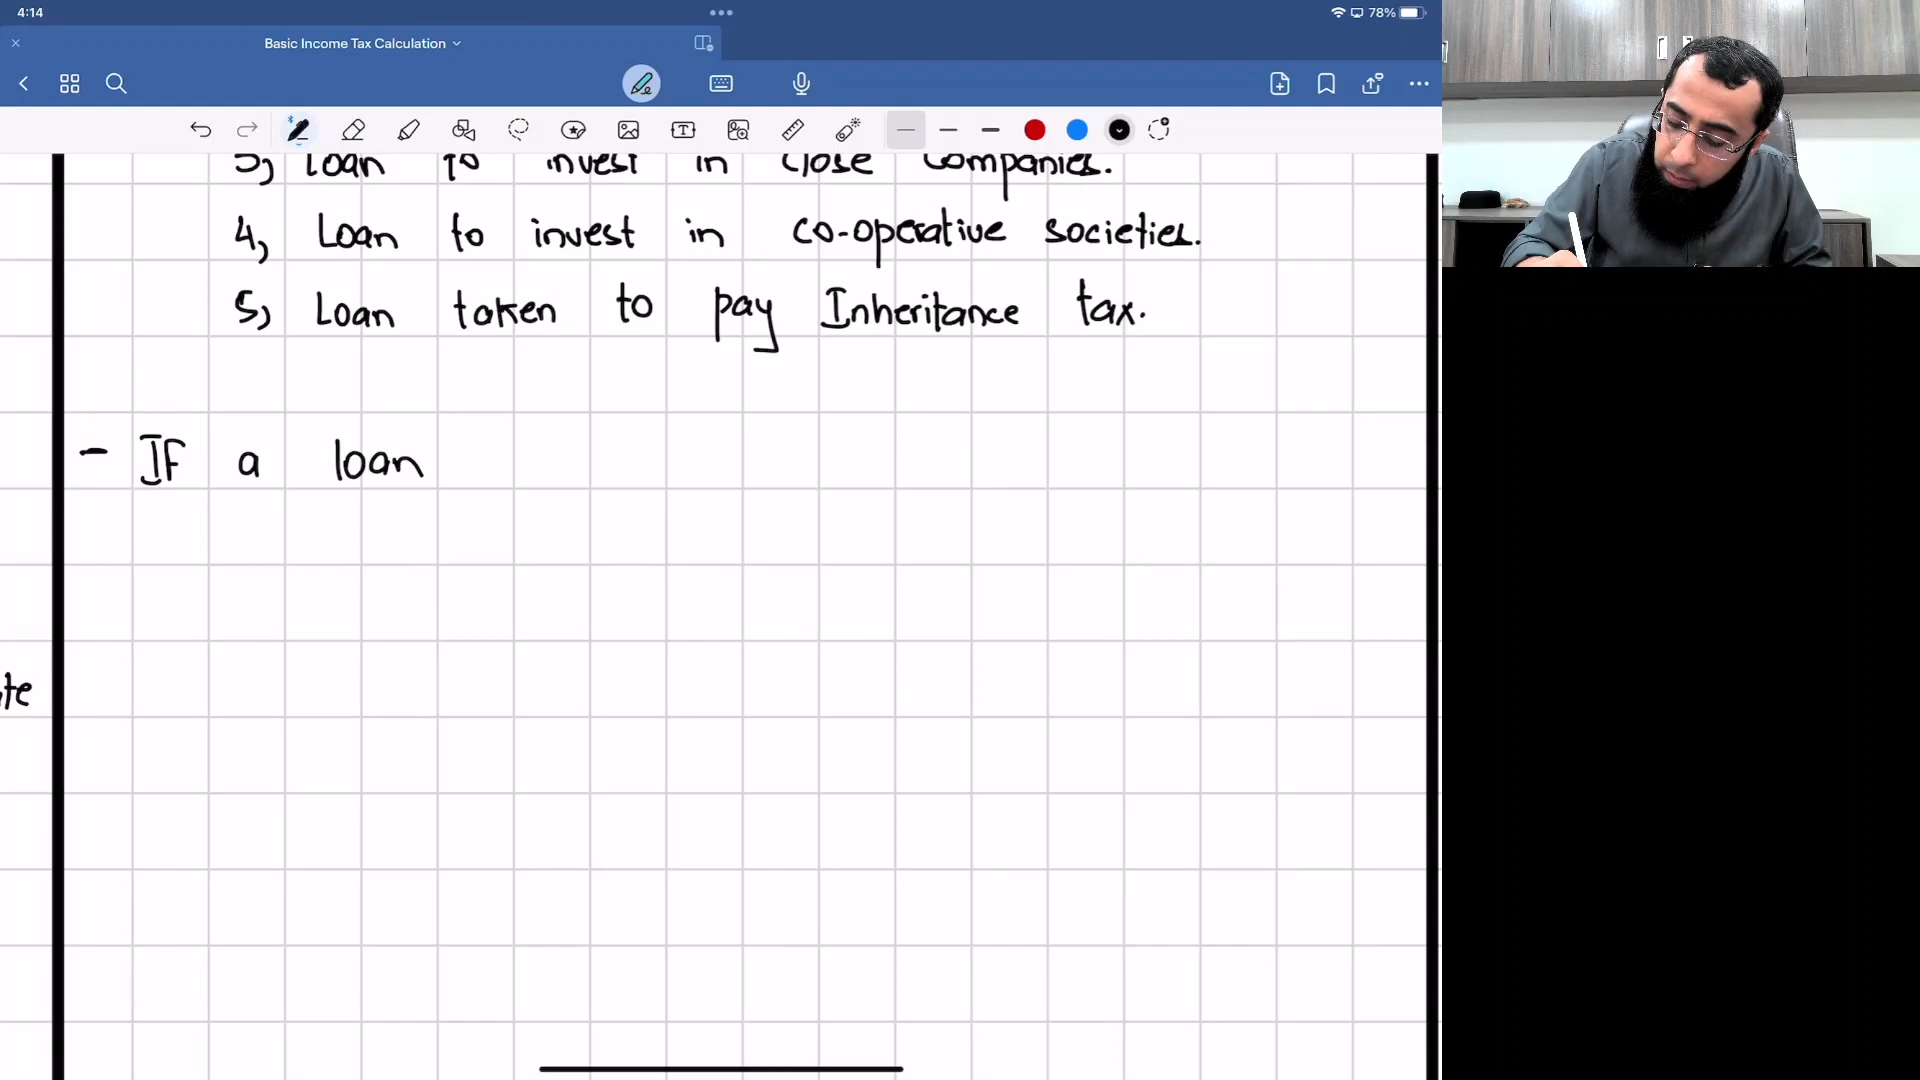 4:14
78%
Basic Income Tax Calculation
3) Loan to invest in close companies.
4) Loan to invest in co-operative societies.
5) Loan taken to pay Inheritance tax.
- If a loan
te